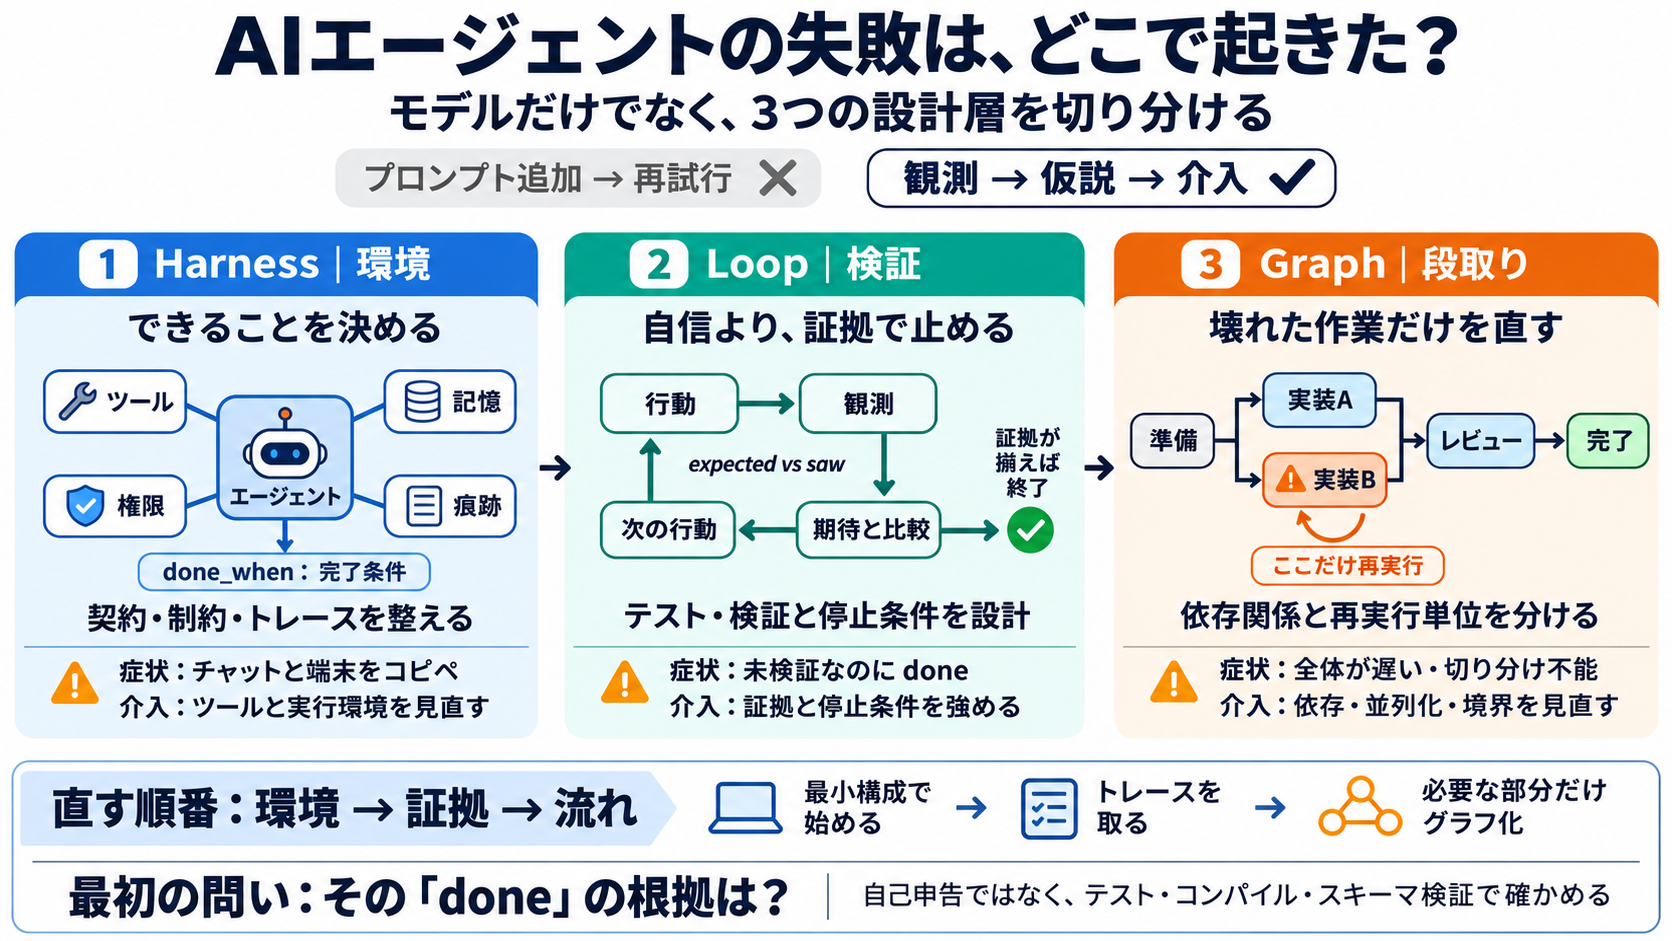 AIエージェントの失敗は、どこで起きた？
モデルだけでなく、3つの設計層を切り分ける
プロンプト追加 → 再試行 ✕
観測 → 仮説 → 介入 ✓
1 Harness｜環境
できることを決める
ツール
記憶
エージェント
権限
痕跡
done_when：完了条件
契約・制約・トレースを整える
症状：チャットと端末をコピペ
介入：ツールと実行環境を見直す
2 Loop｜検証
自信より、証拠で止める
行動
観測
expected vs saw
証拠が
揃えば
終了
次の行動
期待と比較
テスト・検証と停止条件を設計
症状：未検証なのに done
介入：証拠と停止条件を強める
3 Graph｜段取り
壊れた作業だけを直す
準備
実装A
実装B
レビュー
完了
ここだけ再実行
依存関係と再実行単位を分ける
症状：全体が遅い・切り分け不能
介入：依存・並列化・境界を見直す
直す順番：環境 → 証拠 → 流れ
最小構成で
始める
トレースを
取る
必要な部分だけ
グラフ化
最初の問い：その「done」の根拠は？
自己申告ではなく、テスト・コンパイル・スキーマ検証で確かめる